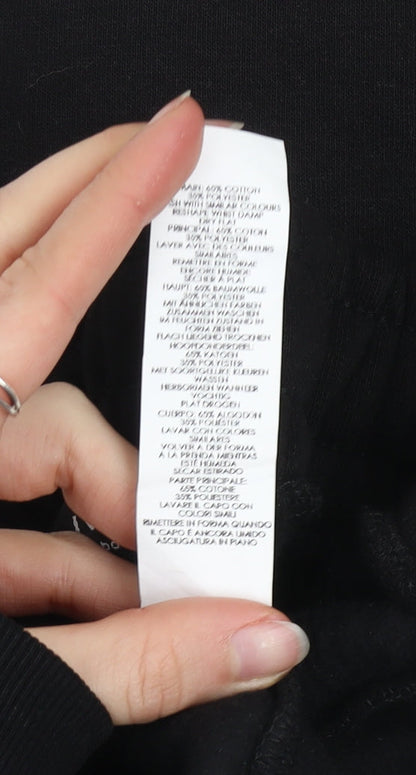 MAIN: 65% COTTON
35% POLYESTER
WASH WITH SIMILAR COLOURS
RESHAPE WHILST DAMP
DRY FLAT
PRINCIPAL: 65% COTON
35% POLYESTER
LAVER AVEC DES COULEURS
SIMILAIRES
REMETTRE EN FORME
ENCORE HUMIDE
SÉCHER À PLAT
HAUPT: 65% BAUMWOLLE
35% POLYESTER
MIT ÄHNLICHEN FARBEN
ZUSAMMEN WASCHEN
IM FEUCHTEN ZUSTAND IN
FORM ZIEHEN
FLACH LIEGEND TROCKNEN
HOOFDONDERDEEL:
65% KATOEN
35% POLYESTER
MET SOORTGELIJKE KLEUREN
WASSEN
HERVORMEN WANNEER
VOCHTIG
PLAT DROGEN
CUERPO: 65% ALGODÓN
35% POLIÉSTER
LAVAR CON COLORES
SIMILARES
VOLVER A DAR FORMA
A LA PRENDA MIENTRAS
ESTÉ HÚMEDA
SECAR ESTIRADO
PARTE PRINCIPALE:
65% COTONE
35% POLIESTERE
LAVARE IL CAPO CON
COLORI SIMILI
RIMETTERE IN FORMA QUANDO
IL CAPO È ANCORA UMIDO
ASCIUGATURA IN PIANO